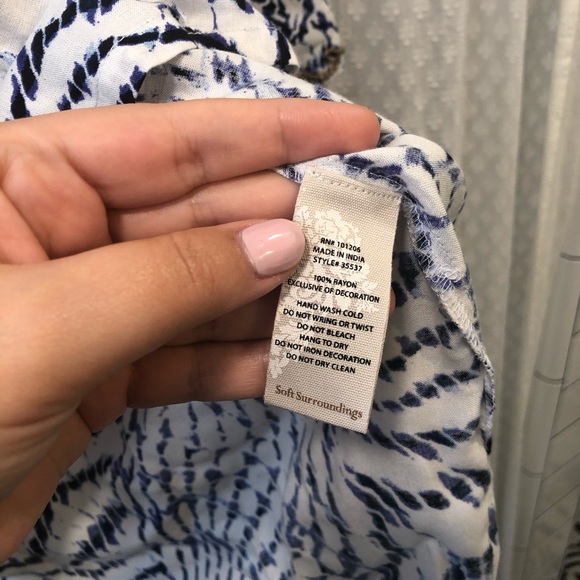 RN# 101206
MADE IN INDIA
STYLE# 35537
100% RAYON
EXCLUSIVE OF DECORATION
HAND WASH COLD
DO NOT WRING OR TWIST
DO NOT BLEACH
HANG TO DRY
DO NOT IRON DECORATION
DO NOT DRY CLEAN
Soft Surroundings